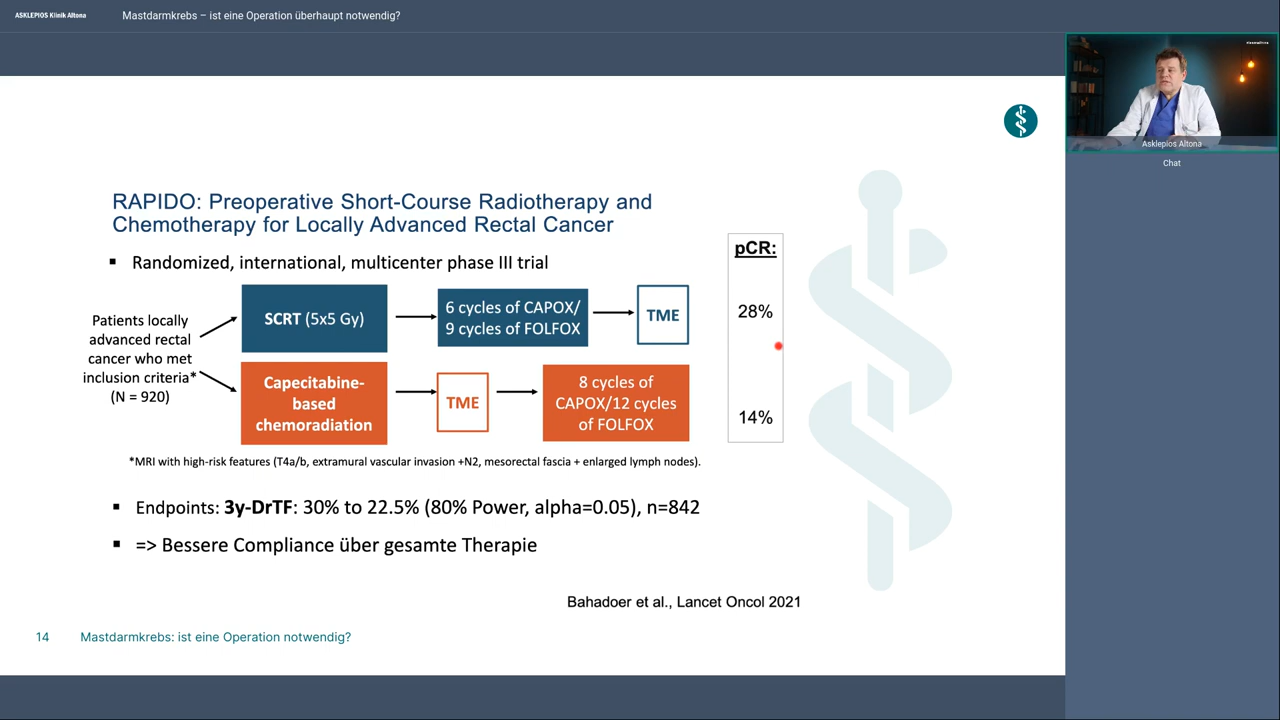 ASKLEPIOS Klinik Altona
Mastdarmkrebs – ist eine Operation überhaupt notwendig?
Asklepios Altona
Chat
RAPIDO: Preoperative Short-Course Radiotherapy and
Chemotherapy for Locally Advanced Rectal Cancer
▪ Randomized, international, multicenter phase III trial
Patients locally
advanced rectal
cancer who met
inclusion criteria*
(N = 920)
SCRT (5x5 Gy)
6 cycles of CAPOX/
9 cycles of FOLFOX
TME
Capecitabine-
based
chemoradiation
TME
8 cycles of
CAPOX/12 cycles
of FOLFOX
pCR:
28%
14%
*MRI with high-risk features (T4a/b, extramural vascular invasion +N2, mesorectal fascia + enlarged lymph nodes).
▪ Endpoints: 3y-DrTF: 30% to 22.5% (80% Power, alpha=0.05), n=842
▪ => Bessere Compliance über gesamte Therapie
Bahadoer et al., Lancet Oncol 2021
14 Mastdarmkrebs: ist eine Operation notwendig?